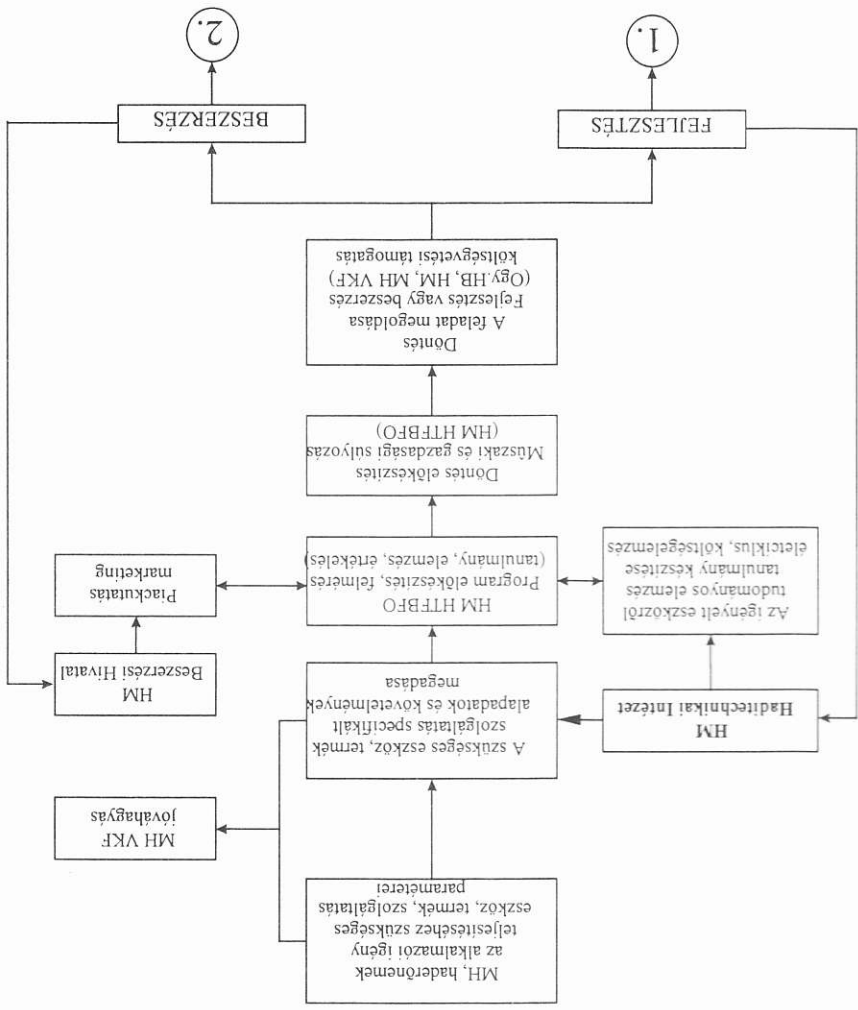 MH, haderőnemek
az alkalmazói igény
teljesítéséhez szükséges
eszköz, termék, szolgáltatás
paraméterei
MH VKF
jóváhagyás
HM
Haditechnikai Intézet
A szükséges eszköz, termék
szolgáltatás specifikált
alapadatok és követelmények
megadása
HM
Beszerzési Hivatal
Az igényelt eszközről
tudományos elemzés
tanulmány készítése
életciklus, költségelemzés
HM HTFBFO
Program előkészítés, felmérés
(tanulmány, elemzés, értékelés)
Piackutatás
marketing
Döntés előkészítés
Műszaki és gazdasági súlyozás
(HM HTFBFO)
Döntés
A feladat megoldása
Fejlesztés vagy beszerzés
(Ogy.HB, HM, MH VKF)
költségvetési támogatás
FEJLESZTÉS
BESZERZÉS
1.
2.